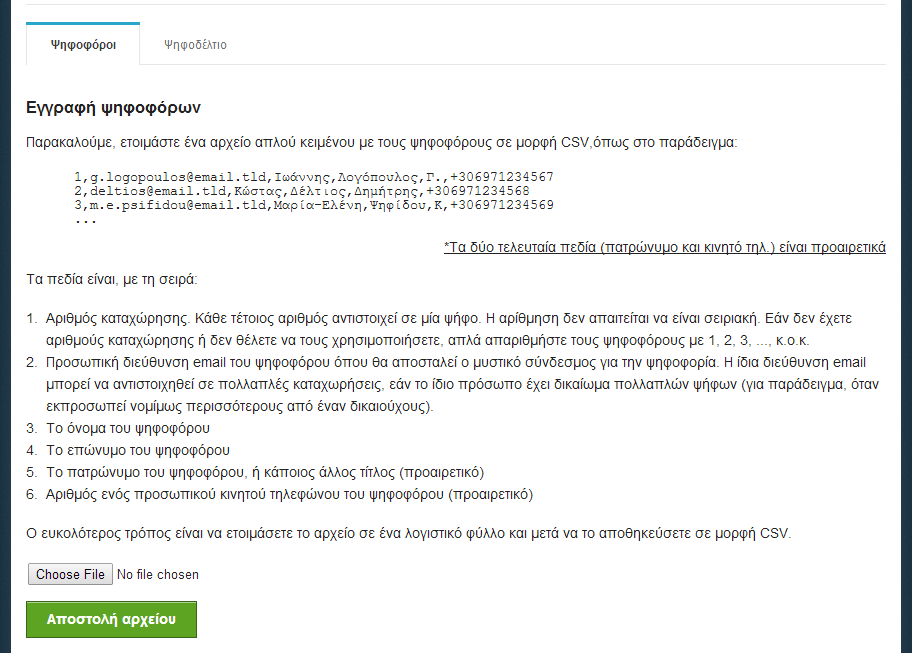 Ψηφοφόροι Ψηφοδέλτιο
Εγγραφή ψηφοφόρων
Παρακαλούμε, ετοιμάστε ένα αρχείο απλού κειμένου με τους ψηφοφόρους σε μορφή CSV,όπως στο παράδειγμα:
1,g.logopoulos@email.tld,Ιωάννης,Λογόπουλος,Γ.,+306971234567
2,deltios@email.tld,Κώστας,Δέλτιος,Δημήτρης,+306971234568
3,m.e.psifidou@email.tld,Μαρία-Ελένη,Ψηφίδου,Κ,+306971234569
...
*Τα δύο τελευταία πεδία (πατρώνυμο και κινητό τηλ.) είναι προαιρετικά
Τα πεδία είναι, με τη σειρά:
1. Αριθμός καταχώρησης. Κάθε τέτοιος αριθμός αντιστοιχεί σε μία ψήφο. Η αρίθμηση δεν απαιτείται να είναι σειριακή. Εάν δεν έχετε
αριθμούς καταχώρησης ή δεν θέλετε να τους χρησιμοποιήσετε, απλά απαριθμήστε τους ψηφοφόρους με 1, 2, 3, ..., κ.ο.κ.
2. Προσωπική διεύθυνση email του ψηφοφόρου όπου θα αποσταλεί ο μυστικό σύνδεσμος για την ψηφοφορία. Η ίδια διεύθυνση email
μπορεί να αντιστοιχηθεί σε πολλαπλές καταχωρήσεις, εάν το ίδιο πρόσωπο έχει δικαίωμα πολλαπλών ψήφων (για παράδειγμα, όταν
εκπροσωπεί νομίμως περισσότερους από έναν δικαιούχους).
3. Το όνομα του ψηφοφόρου
4. Το επώνυμο του ψηφοφόρου
5. Το πατρώνυμο του ψηφοφόρου, ή κάποιος άλλος τίτλος (προαιρετικό)
6. Αριθμός ενός προσωπικού κινητού τηλεφώνου του ψηφοφόρου (προαιρετικό)
Ο ευκολότερος τρόπος είναι να ετοιμάσετε το αρχείο σε ένα λογιστικό φύλλο και μετά να το αποθηκεύσετε σε μορφή CSV.
Choose File No file chosen
Αποστολή αρχείου